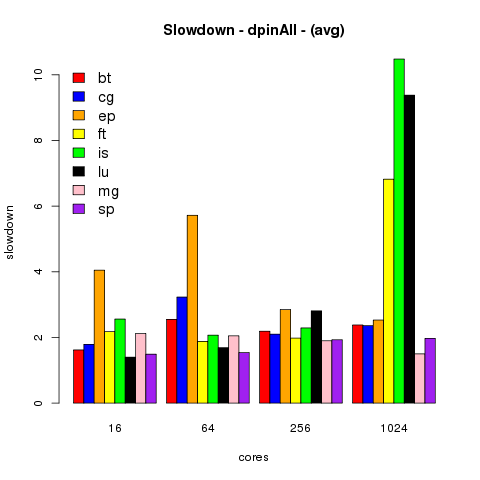 Slowdown - dpinAll - (avg)
bt
cg
ep
ft
is
lu
mg
sp
slowdown
10
8
6
4
2
0
16 64 256 1024
cores